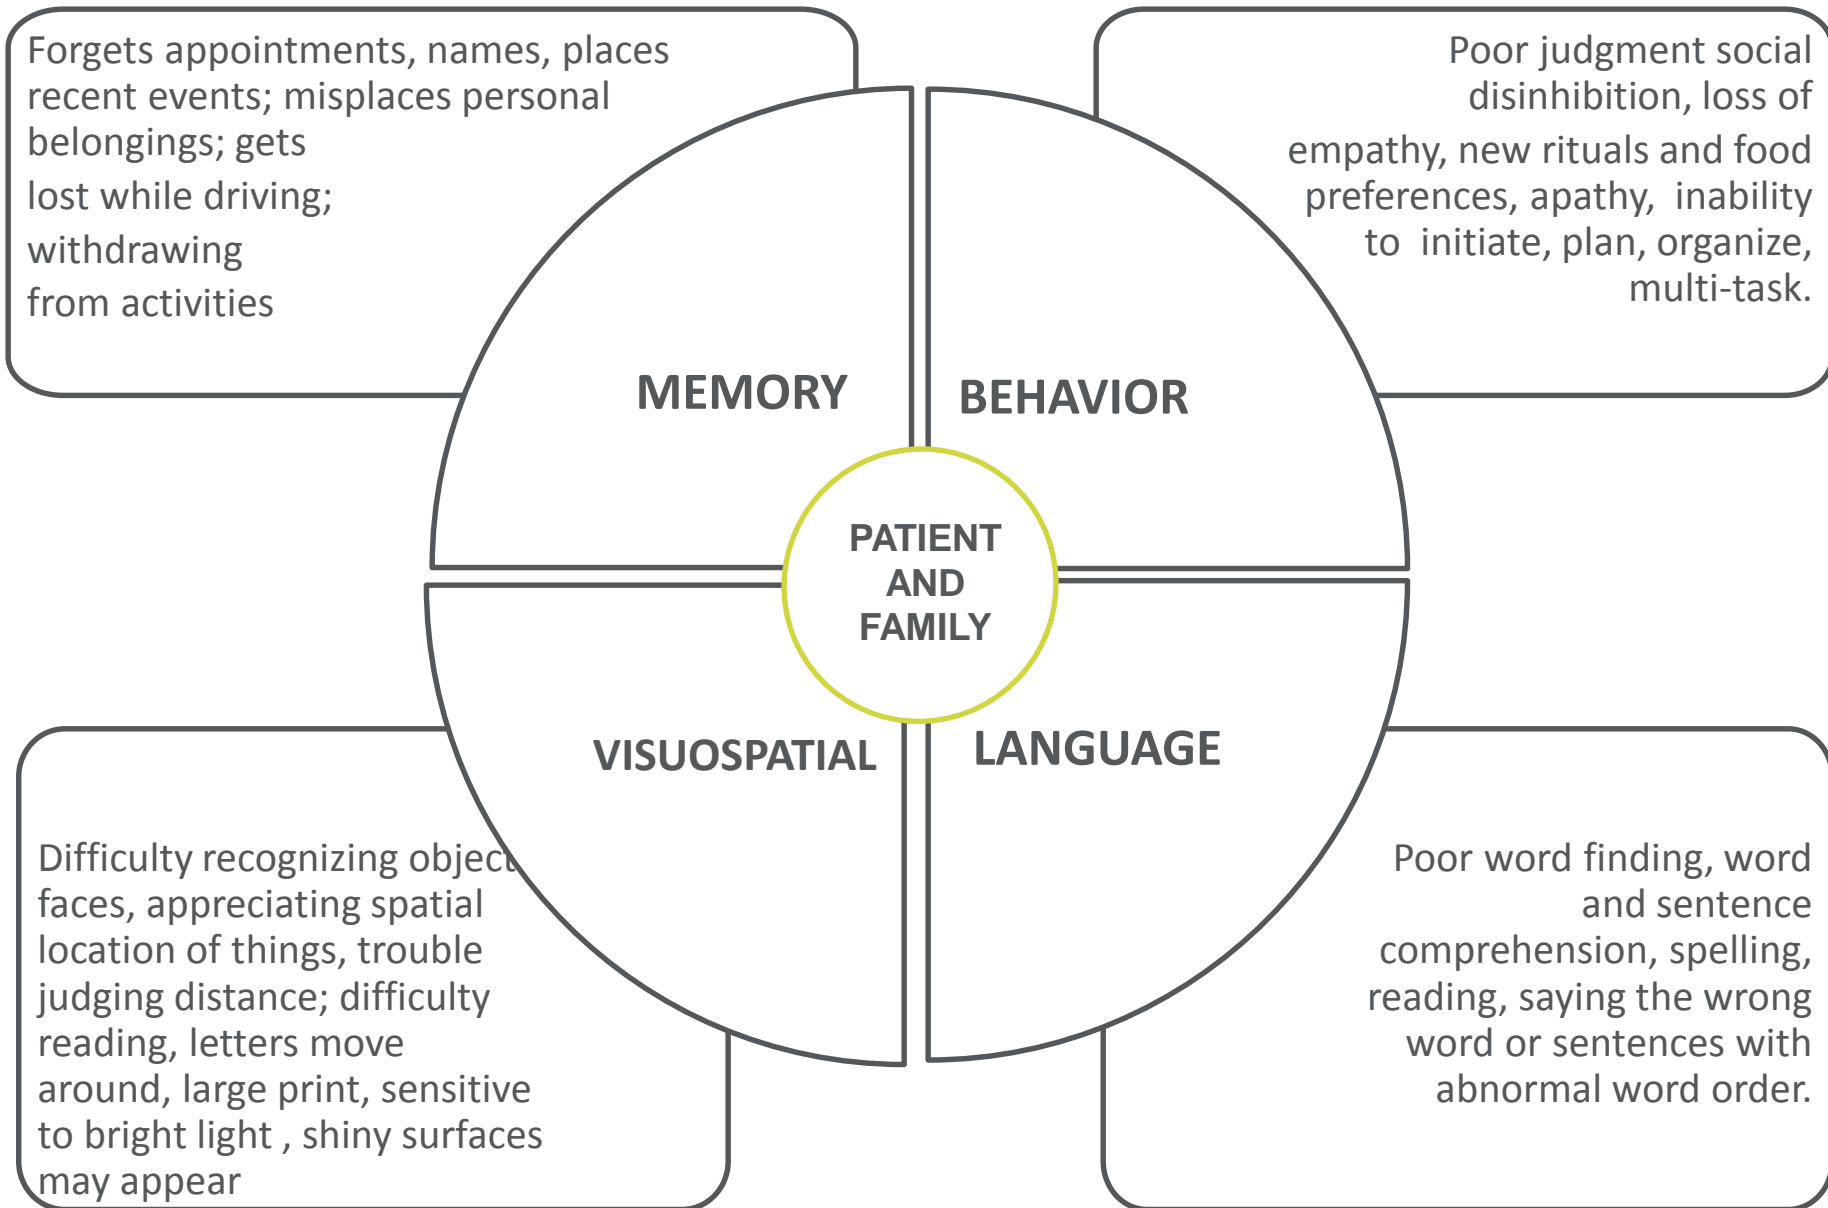 Forgets appointments, names, places
recent events; misplaces personal
belongings; gets
lost while driving;
withdrawing
from activities
Poor judgment social
disinhibition, loss of
empathy, new rituals and food
preferences, apathy, inability
to initiate, plan, organize,
multi-task.
MEMORY
BEHAVIOR
PATIENT
AND
FAMILY
VISUOSPATIAL
LANGUAGE
Difficulty recognizing object
faces, appreciating spatial
location of things, trouble
judging distance; difficulty
reading, letters move
around, large print, sensitive
to bright light , shiny surfaces
may appear
Poor word finding, word
and sentence
comprehension, spelling,
reading, saying the wrong
word or sentences with
abnormal word order.